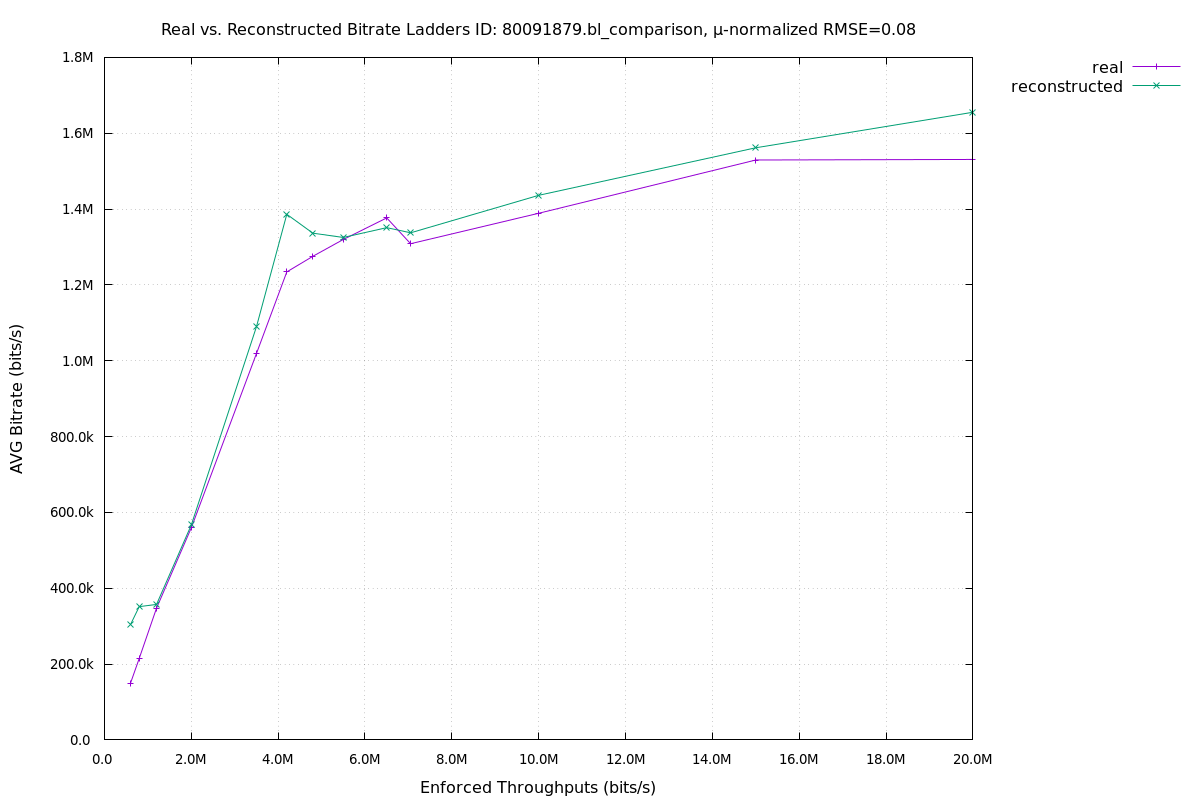 Real vs. Reconstructed Bitrate Ladders ID: 80091879.bl_comparison, μ-normalized RMSE=0.08
real
reconstructed
1.8M
1.6M
1.4M
1.2M
1.0M
800.0k
600.0k
400.0k
200.0k
0.0
AVG Bitrate (bits/s)
0.0 2.0M 4.0M 6.0M 8.0M 10.0M 12.0M 14.0M 16.0M 18.0M 20.0M
Enforced Throughputs (bits/s)